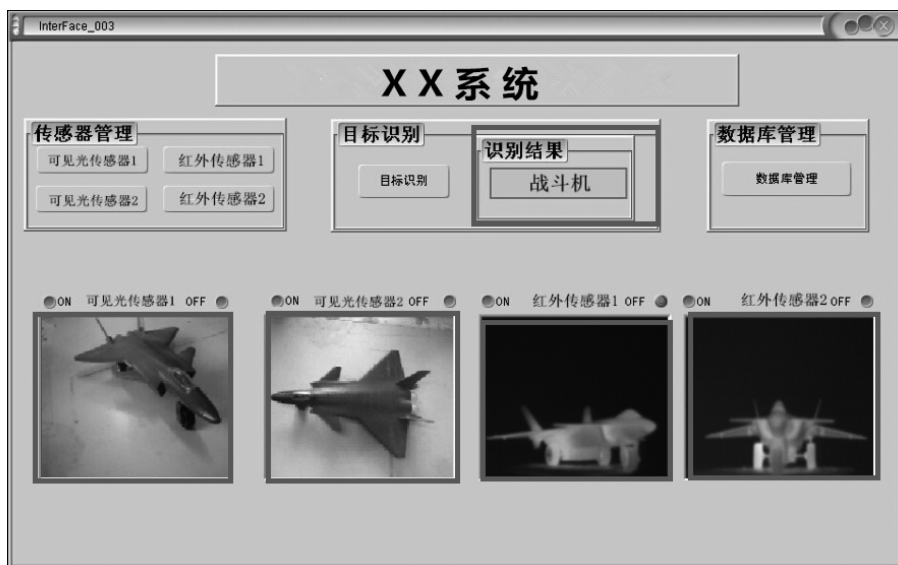 InterFace_003
XX系统
传感器管理
可见光传感器1 红外传感器1
可见光传感器2 红外传感器2
目标识别
目标识别
识别结果
战斗机
数据库管理
数据库管理
ON 可见光传感器1 OFF
ON 可见光传感器2 OFF
ON 红外传感器1 OFF
ON 红外传感器2 OFF